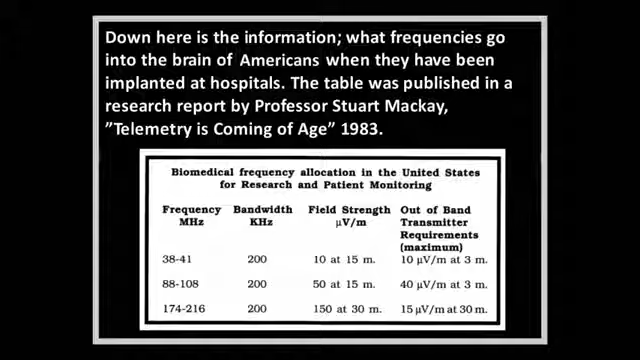 Down here is the information; what frequencies go
into the brain of Americans when they have been
implanted at hospitals. The table was published in a
research report by Professor Stuart Mackay,
”Telemetry is Coming of Age” 1983.
Biomedical frequency allocation in the United States
for Research and Patient Monitoring
Frequency Bandwidth Field Strength Out of Band
MHz KHz µV/m Transmitter
Requirements
(maximum)
38-41 200 10 at 15 m. 10 µV/m at 3 m.
88-108 200 50 at 15 m. 40 µV/m at 3 m.
174-216 200 150 at 30 m. 15 µV/m at 30 m.